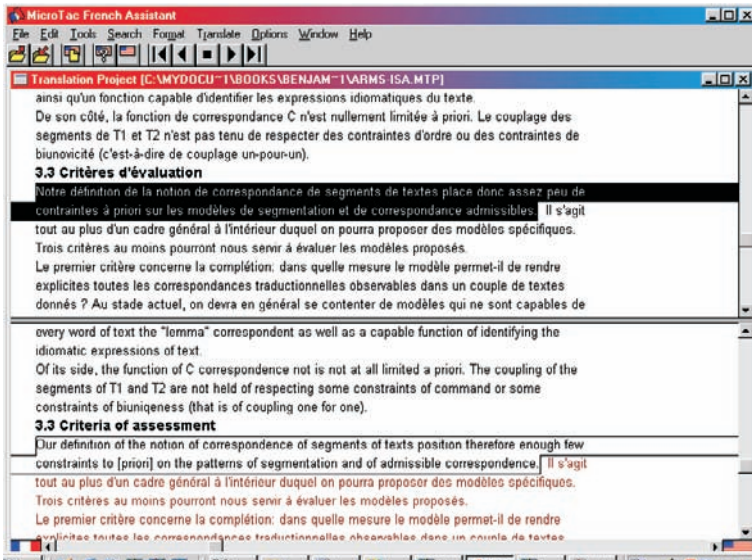 MicroTac French Assistant
File Edit Tools Search Format Translate Options Window Help
Translation Project [C:\MYDOCU~1\BOOKS\BENJAM~1\ARMS-ISA.MTP]
ainsi qu'un fonction capable d'identifier les expressions idiomatiques du texte.
De son côté, la fonction de correspondance C n'est nullement limitée à priori. Le couplage des
segments de T1 et T2 n'est pas tenu de respecter des contraintes d'ordre ou des contraintes de
biunovicité (c'est-à-dire de couplage un-pour-un).
3.3 Critères d'évaluation
Notre définition de la notion de correspondance de segments de textes place donc assez peu de
contraintes à priori sur les modèles de segmentation et de correspondance admissibles. Il s'agit
tout au plus d'un cadre général à l'intérieur duquel on pourra proposer des modèles spécifiques.
Trois critères au moins pourront nous servir à évaluer les modèles proposés.
Le premier critère concerne la complétion: dans quelle mesure le modèle permet-il de rendre
explicites toutes les correspondances traductionnelles observables dans un couple de textes
donnés ? Au stade actuel, on devra en général se contenter de modèles qui ne sont capables de
every word of text the "lemma" correspondent as well as a capable function of identifying the
idiomatic expressions of text.
Of its side, the function of C correspondence not is not at all limited a priori. The coupling of the
segments of T1 and T2 are not held of respecting some constraints of command or some
constraints of biuniqeness (that is of coupling one for one).
3.3 Criteria of assessment
Our definition of the notion of correspondence of segments of texts position therefore enough few
constraints to [priori] on the patterns of segmentation and of admissible correspondence. Il s'agit
tout au plus d'un cadre général à l'intérieur duquel on pourra proposer des modèles spécifiques.
Trois critères au moins pourront nous servir à évaluer les modèles proposés.
Le premier critère concerne la complétion: dans quelle mesure le modèle permet-il de rendre
explicites toutes les correspondances traductionnelles observables dans un couple de textes